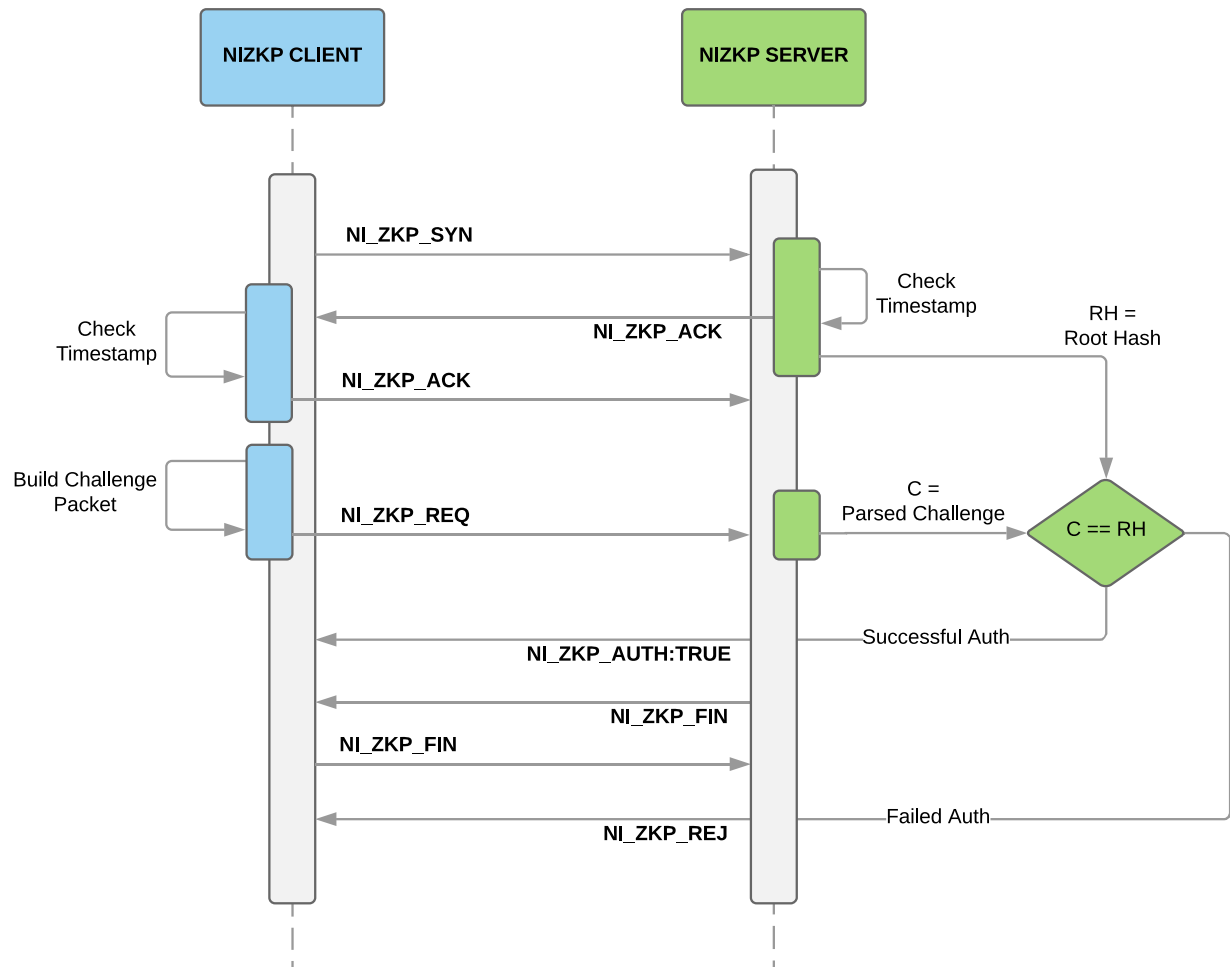 NIZKP CLIENT
NIZKP SERVER
NI_ZKP_SYN
Check
Timestamp
NI_ZKP_ACK
RH =
Root Hash
Check
Timestamp
NI_ZKP_ACK
Build Challenge
Packet
NI_ZKP_REQ
C =
Parsed Challenge
C == RH
Successful Auth
NI_ZKP_AUTH:TRUE
NI_ZKP_FIN
NI_ZKP_FIN
Failed Auth
NI_ZKP_REJ